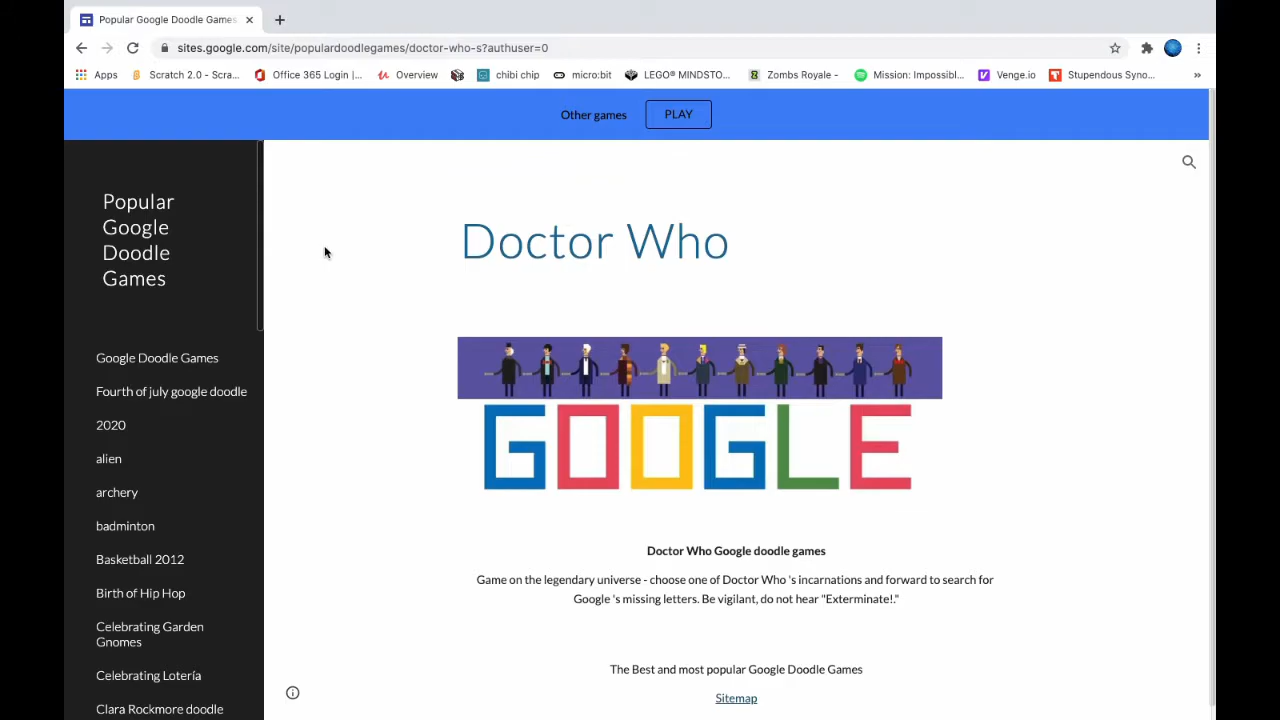 Popular Google Doodle Games
sites.google.com/site/populardoodlegames/doctor-who-s?authuser=0
Apps
Scratch 2.0 - Scra...
Office 365 Login |...
Overview
chibi chip
micro:bit
LEGO® MINDSTO...
Zombs Royale -
Mission: Impossibl...
Venge.io
Stupendous Syno...
»
Other games
PLAY
Popular
Google
Doodle
Games
Google Doodle Games
Fourth of july google doodle
2020
alien
archery
badminton
Basketball 2012
Birth of Hip Hop
Celebrating Garden
Gnomes
Celebrating Lotería
Clara Rockmore doodle
Doctor Who
GOOGLE
Doctor Who Google doodle games
Game on the legendary universe - choose one of Doctor Who 's incarnations and forward to search for
Google 's missing letters. Be vigilant, do not hear "Exterminate!."
The Best and most popular Google Doodle Games
Sitemap